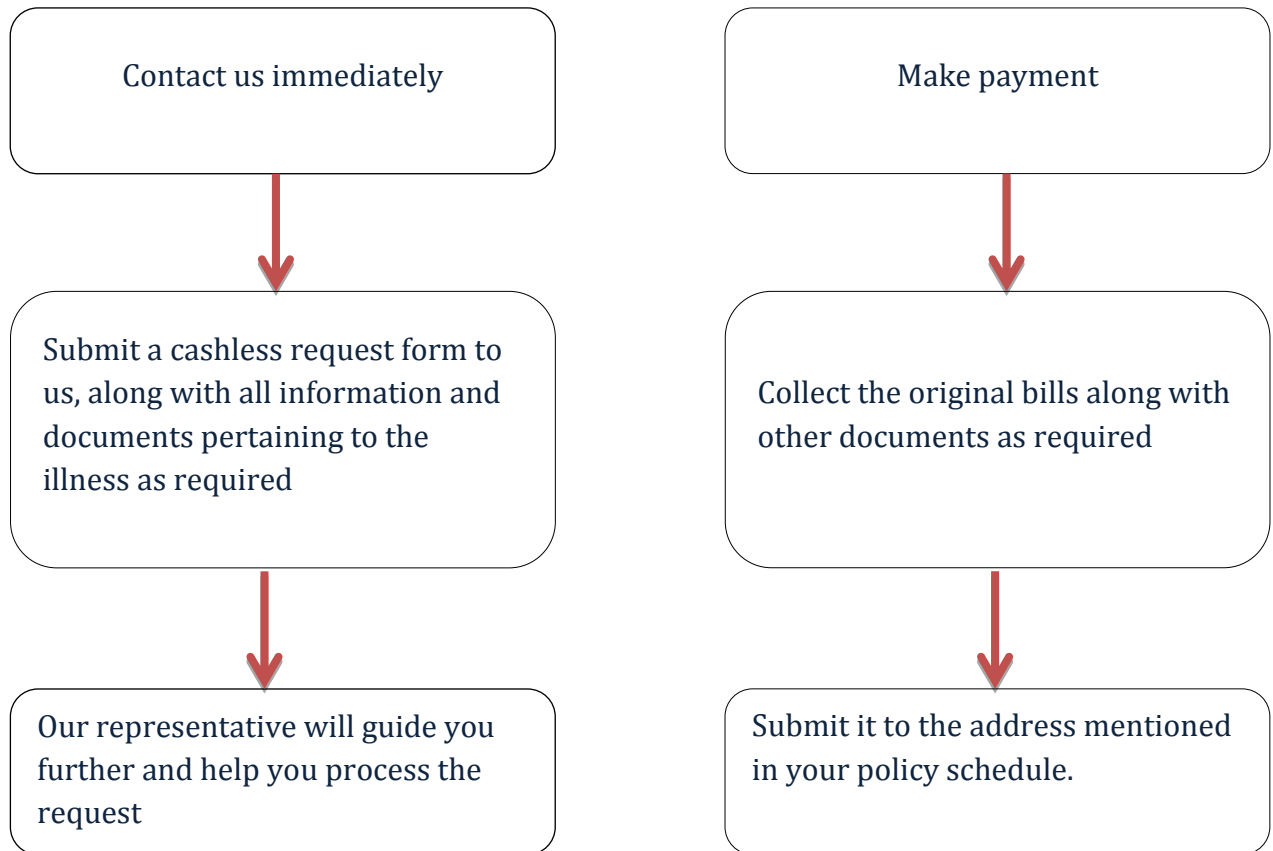 Contact us immediately
Submit a cashless request form to
us, along with all information and
documents pertaining to the
illness as required
Our representative will guide you
further and help you process the
request
Make payment
Collect the original bills along with
other documents as required
Submit it to the address mentioned
in your policy schedule.